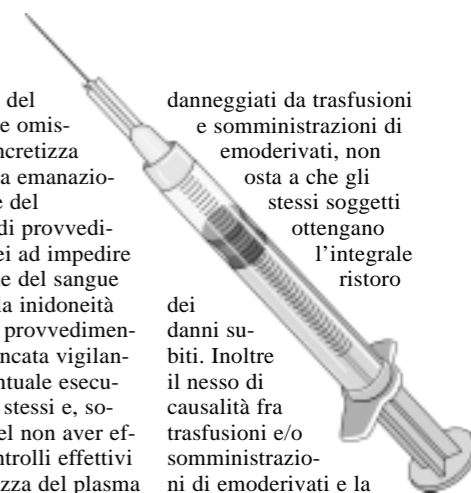 del
e omis-
ncretizza
a emanazio-
e del
di provvedi-
ei ad impedire
e del sangue
la inidoneità
provvedimen-
ncata vigilan-
ntuale esecu-
stessi e, so-
el non aver ef-
ntrolli effettivi
zza del plasma
danneggiati da trasfusioni
e somministrazioni di
emoderivati, non
osta a che gli
stessi soggetti
ottengano
l'integrale
ristoro
dei
danni su-
biti. Inoltre
il nesso di
causalità fra
trasfusioni e/o
somministrazio-
ni di emoderivati e la